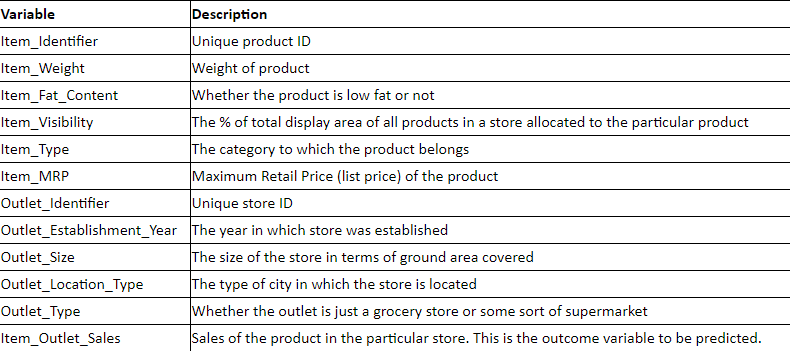 Variable Description
Item_Identifier Unique product ID
Item_Weight Weight of product
Item_Fat_Content Whether the product is low fat or not
Item_Visibility The % of total display area of all products in a store allocated to the particular product
Item_Type The category to which the product belongs
Item_MRP Maximum Retail Price (list price) of the product
Outlet_Identifier Unique store ID
Outlet_Establishment_Year The year in which store was established
Outlet_Size The size of the store in terms of ground area covered
Outlet_Location_Type The type of city in which the store is located
Outlet_Type Whether the outlet is just a grocery store or some sort of supermarket
Item_Outlet_Sales Sales of the product in the particular store. This is the outcome variable to be predicted.